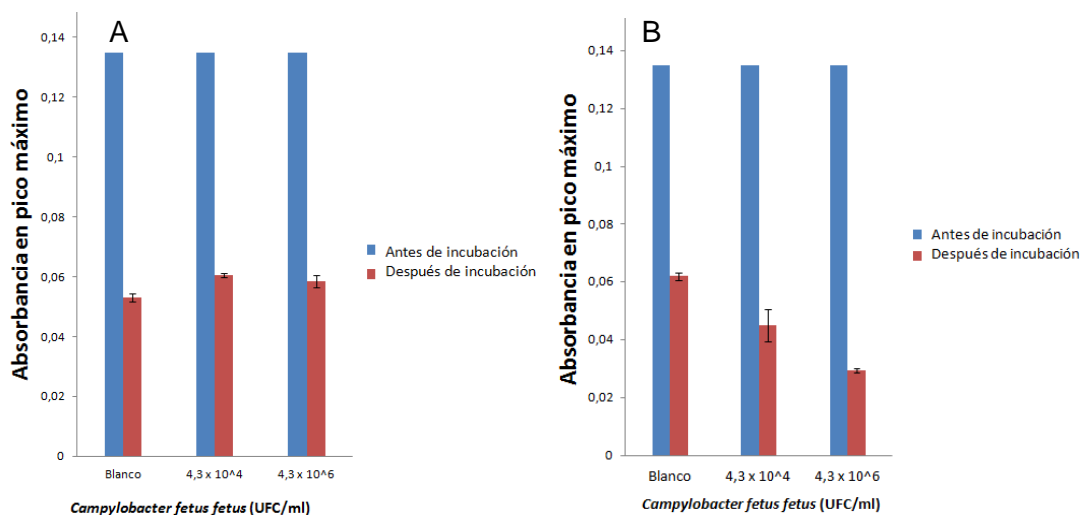 A
Absorbancia en pico máximo
0,14
0,12
0,1
0,08
0,06
0,04
0,02
0
Blanco
4,3 x 10^4
4,3 x 10^6
Campylobacter fetus fetus (UFC/ml)
Antes de incubación
Después de incubación
B
Absorbancia en pico máximo
0,14
0,12
0,1
0,08
0,06
0,04
0,02
0
Blanco
4,3 x 10^4
4,3 x 10^6
Campylobacter fetus fetus (UFC/ml)
Antes de incubación
Después de incubación